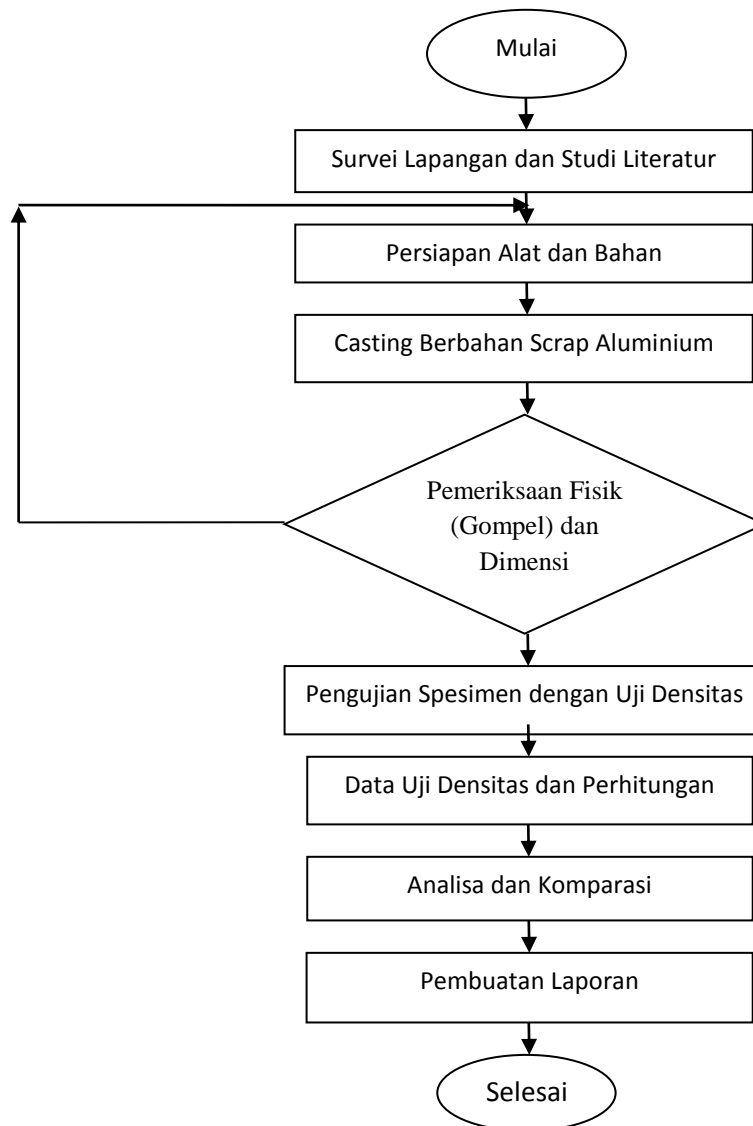 Mulai
Survei Lapangan dan Studi Literatur
Persiapan Alat dan Bahan
Casting Berbahan Scrap Aluminium
Pemeriksaan Fisik
(Gompel) dan
Dimensi
Pengujian Spesimen dengan Uji Densitas
Data Uji Densitas dan Perhitungan
Analisa dan Komparasi
Pembuatan Laporan
Selesai